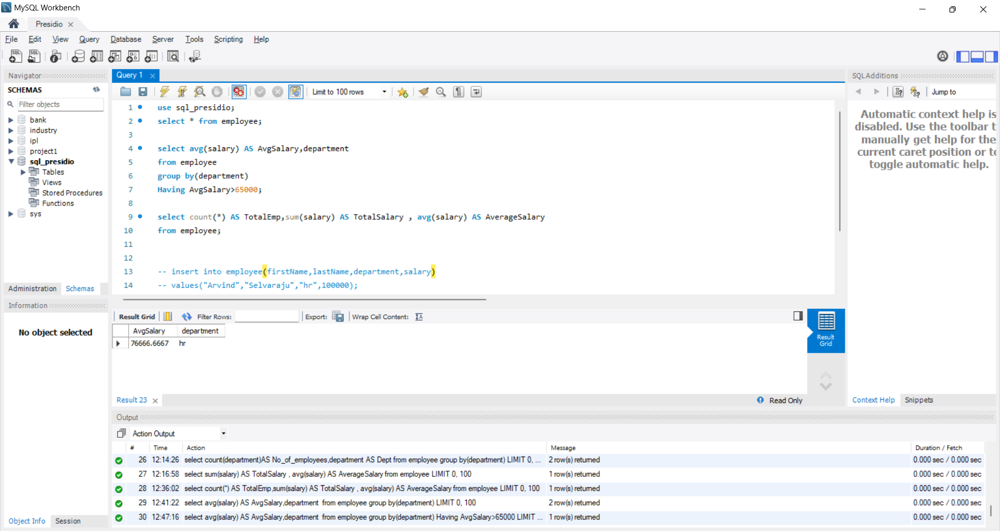 MySQL Workbench
Presidio
File Edit View Query Database Server Tools Scripting Help
Navigator
SCHEMAS
Filter objects
bank
industry
ipl
project1
sql_presidio
Tables
Views
Stored Procedures
Functions
sys
Administration Schemas
Information
No object selected
Object Info Session
Query 1
Limit to 100 rows
1 use sql_presidio;
2 select * from employee;
3
4 select avg(salary) AS AvgSalary,department
5 from employee
6 group by(department)
7 Having AvgSalary>65000;
8
9 select count(*) AS TotalEmp,sum(salary) AS TotalSalary , avg(salary) AS AverageSalary
10 from employee;
11
12
13 -- insert into employee(firstName,lastName,department,salary)
14 -- values("Arvind","Selvaraju","hr",100000);
Result Grid Filter Rows: Export: Wrap Cell Content:
AvgSalary department
76666.6667 hr
Result Grid
Result 23
Read Only
SQLAdditions
Jump to
Automatic context help is
disabled. Use the toolbar t
manually get help for the
current caret position or to
toggle automatic help.
Context Help Snippets
Output
Action Output
# Time Action Message Duration / Fetch
26 12:14:26 select count(department)AS No_of_employees,department AS Dept from employee group by(department) LIMIT 0, ... 2 row(s) returned 0.000 sec / 0.000 sec
27 12:16:58 select sum(salary) AS TotalSalary , avg(salary) AS AverageSalary from employee LIMIT 0, 100 1 row(s) returned 0.000 sec / 0.000 sec
28 12:36:02 select count(*) AS TotalEmp,sum(salary) AS TotalSalary , avg(salary) AS AverageSalary from employee LIMIT 0, 100 1 row(s) returned 0.000 sec / 0.000 sec
29 12:41:22 select avg(salary) AS AvgSalary,department from employee group by(department) LIMIT 0, 100 2 row(s) returned 0.000 sec / 0.000 sec
30 12:47:16 select avg(salary) AS AvgSalary,department from employee group by(department) Having AvgSalary>65000 LIMIT ... 1 row(s) returned 0.000 sec / 0.000 sec